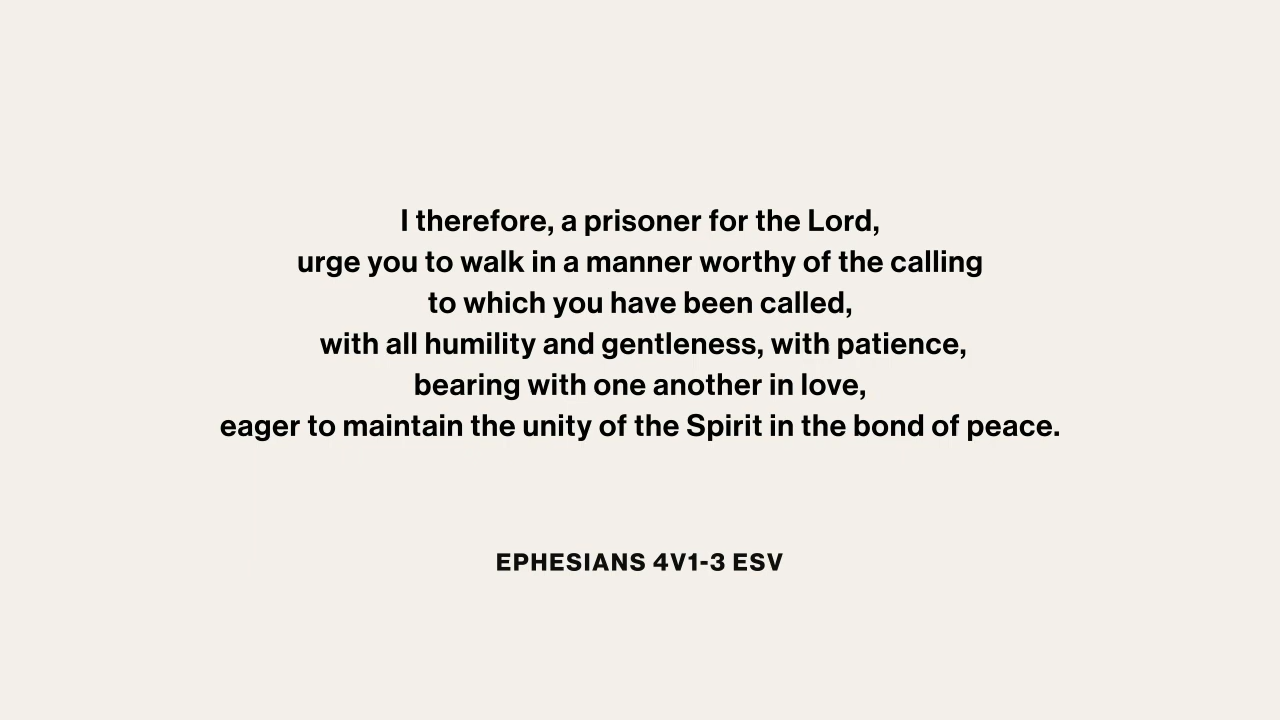 I therefore, a prisoner for the Lord,
urge you to walk in a manner worthy of the calling
to which you have been called,
with all humility and gentleness, with patience,
bearing with one another in love,
eager to maintain the unity of the Spirit in the bond of peace.
EPHESIANS 4V1-3 ESV